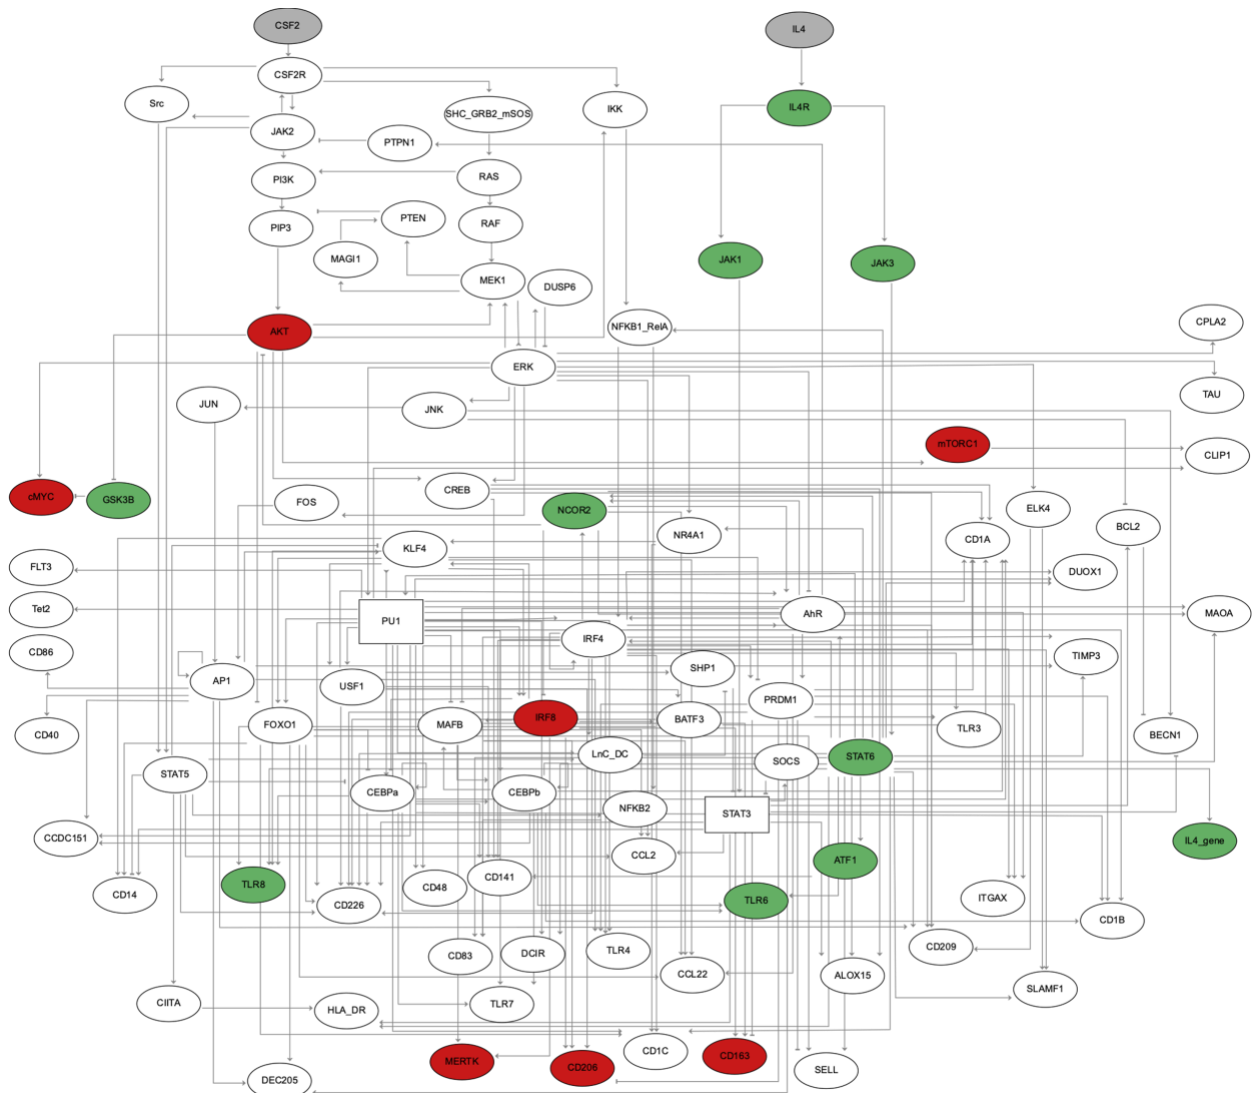 CSF2
IL4
CSF2R
Src
SHC_GRB2_mSOS
IKK
IL4R
JAK2
PTPN1
PI3K
RAS
PIP3
PTEN
RAF
MAGI1
MEK1
DUSP6
JAK1
JAK3
AKT
NFKB1_RelA
CPLA2
ERK
TAU
JUN
JNK
mTORC1
CLIP1
cMYC
GSK3B
FOS
CREB
NCOR2
ELK4
BCL2
KLF4
NR4A1
CD1A
FLT3
DUOX1
Tet2
PU1
AhR
MAOA
CD86
IRF4
TIMP3
AP1
USF1
SHP1
PRDM1
CD40
FOXO1
MAFB
IRF8
BATF3
TLR3
BECN1
STAT5
LnC_DC
SOCS
STAT6
CEBPa
CEBPb
NFKB2
STAT3
CCDC151
CCL2
IL4_gene
CD14
TLR8
CD48
CD141
ATF1
CD226
TLR6
ITGAX
CD1B
CD83
DCIR
TLR4
CD209
CCL22
ALOX15
SLAMF1
CIITA
HLA_DR
TLR7
MERTK
CD206
CD1C
CD163
SELL
DEC205